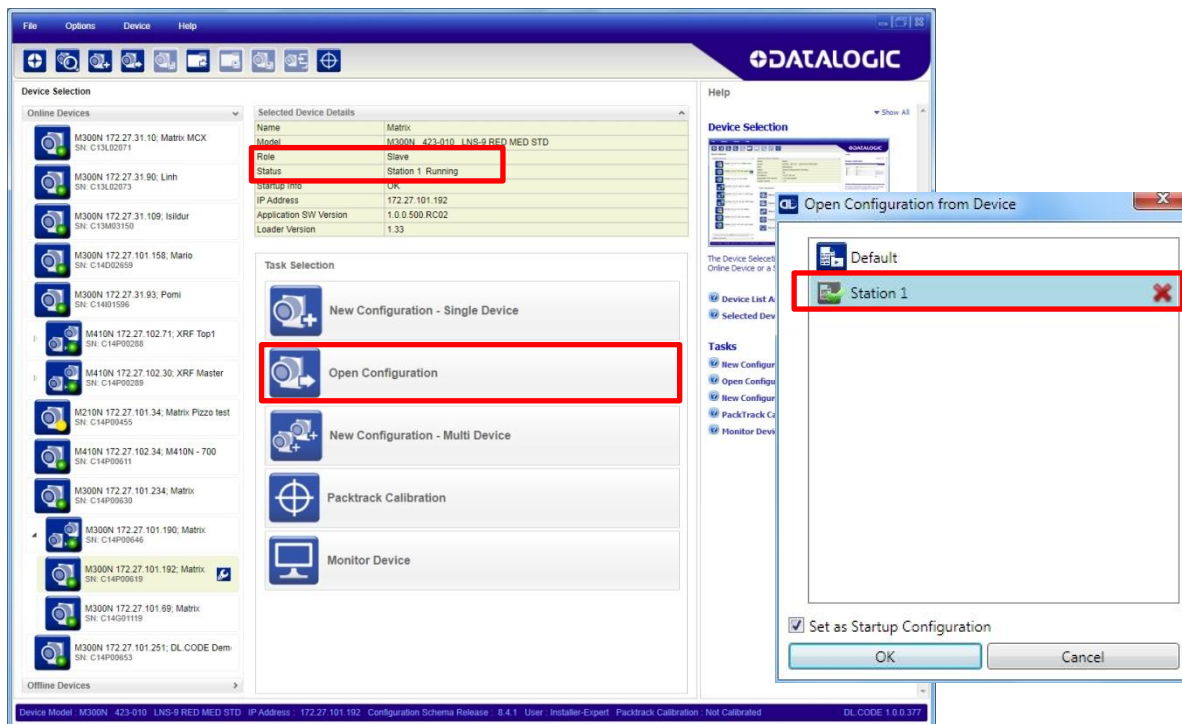 File Options Device Help
DATALOGIC
Device Selection
Online Devices
M300N 172.27.31.10; Matrix MCX
SN: C13L02071
M300N 172.27.31.90; Linh
SN: C13L02073
M300N 172.27.31.109; Isildur
SN: C13M03150
M300N 172.27.101.158; Mario
SN: C14D02659
M300N 172.27.31.93; Pomi
SN: C14I01596
M410N 172.27.102.71; XRF Top1
SN: C14P00288
M410N 172.27.102.30; XRF Master
SN: C14P00289
M210N 172.27.101.34; Matrix Pizzo test
SN: C14P00455
M410N 172.27.102.34; M410N - 700
SN: C14P00611
M300N 172.27.101.234; Matrix
SN: C14P00630
M300N 172.27.101.190; Matrix
SN: C14P00646
M300N 172.27.101.192; Matrix
SN: C14P00619
M300N 172.27.101.69; Matrix
SN: C14G01119
M300N 172.27.101.251; DL.CODE Dem
SN: C14P00653
Offline Devices
Selected Device Details
Name Matrix
Model M300N 423-010 LNS-9 RED MED STD
Role Slave
Status Station 1 Running
Startup Info OK
IP Address 172.27.101.192
Application SW Version 1.0.0.500.RC02
Loader Version 1.33
Task Selection
New Configuration - Single Device
Open Configuration
New Configuration - Multi Device
Packtrack Calibration
Monitor Device
Help
Show All
Device Selection
The Device Selecti
Online Device or a S
Device List A
Selected Dev
Tasks
New Configur
Open Configu
New Configur
PackTrack Ca
Monitor Devi
Open Configuration from Device
Default
Station 1
Set as Startup Configuration
OK Cancel
Device Model : M300N 423-010 LNS-9 RED MED STD IP Address : 172.27.101.192 Configuration Schema Release : 8.4.1 User : Installer-Expert Packtrack Calibration : Not Calibrated DL.CODE 1.0.0.377